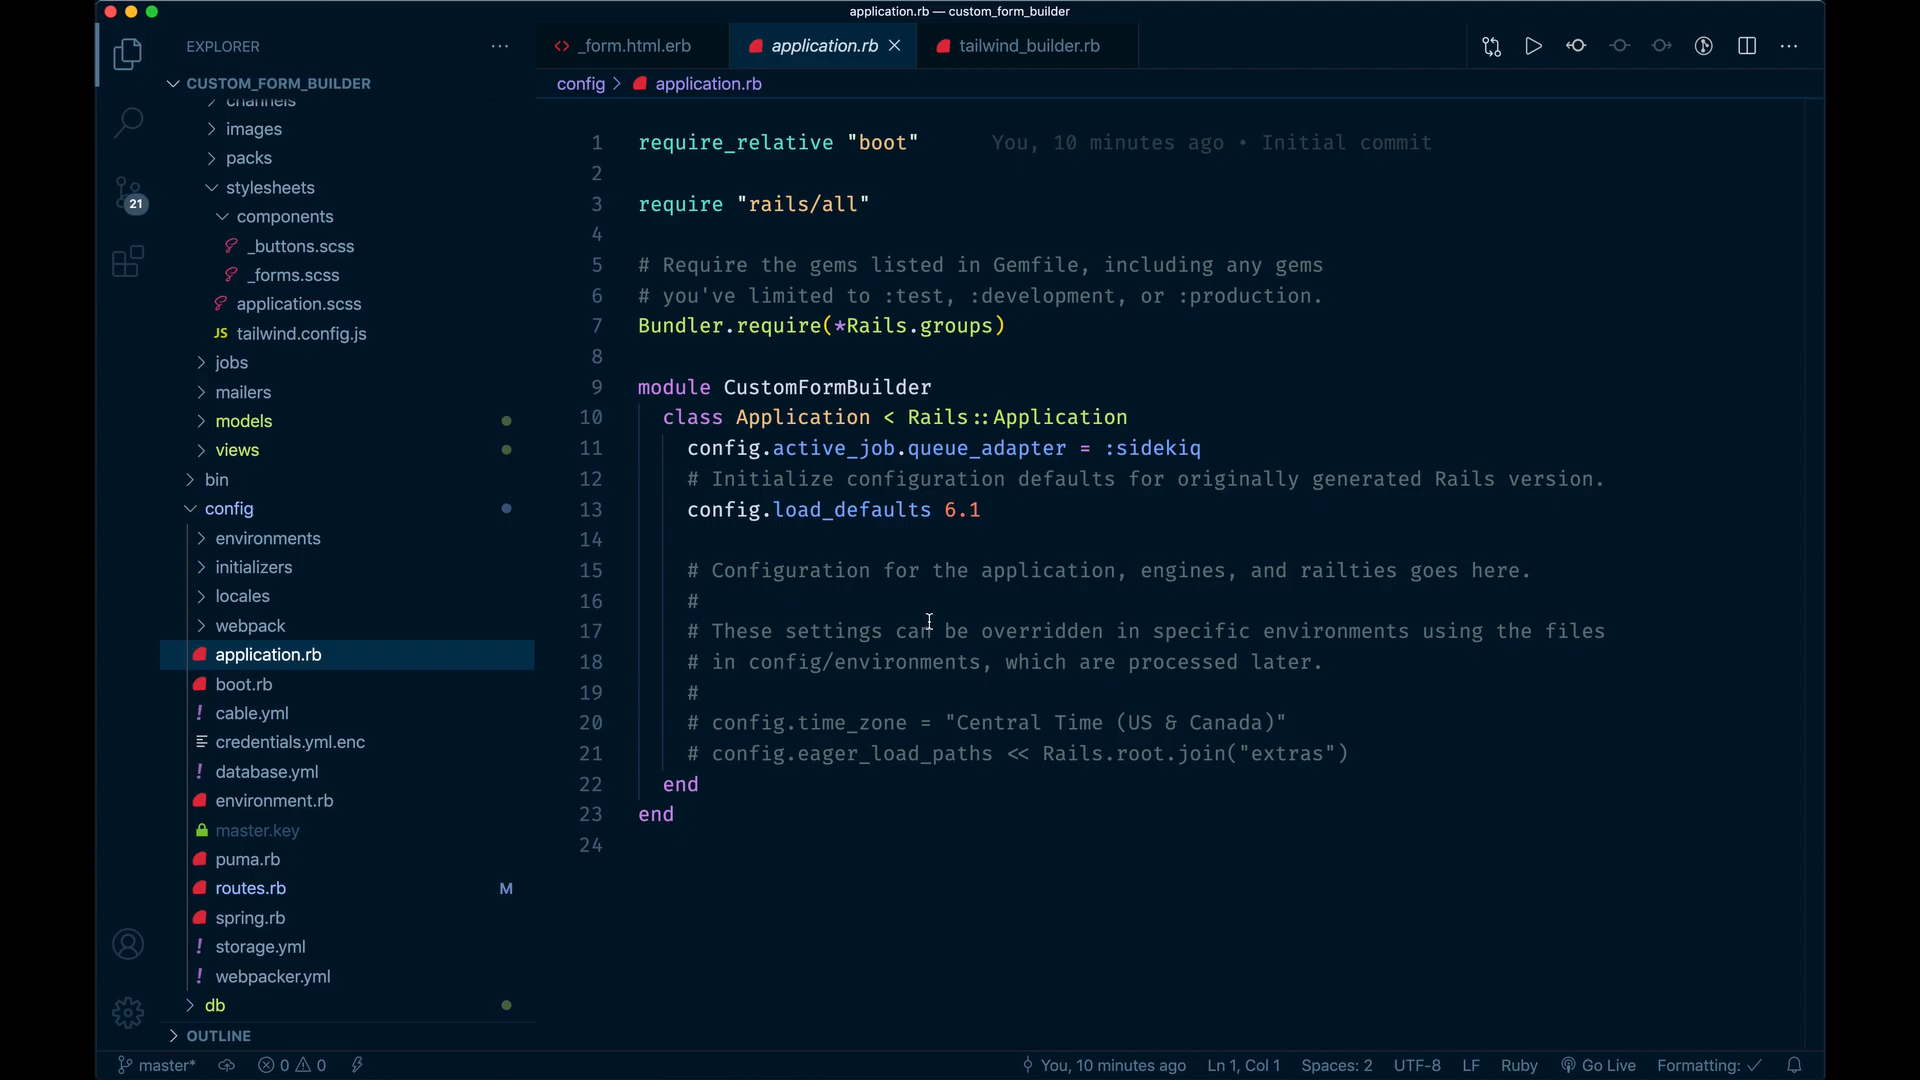 application.rb — custom_form_builder
EXPLORER
_form.html.erb
application.rb
tailwind_builder.rb
CUSTOM_FORM_BUILDER
config > application.rb
channels
images
packs
stylesheets
components
_buttons.scss
_forms.scss
application.scss
JS tailwind.config.js
jobs
mailers
models
views
bin
config
environments
initializers
locales
webpack
application.rb
boot.rb
! cable.yml
credentials.yml.enc
! database.yml
environment.rb
master.key
puma.rb
routes.rb M
spring.rb
! storage.yml
! webpacker.yml
db
OUTLINE
21
1 require_relative "boot" You, 10 minutes ago • Initial commit
2
3 require "rails/all"
4
5 # Require the gems listed in Gemfile, including any gems
6 # you've limited to :test, :development, or :production.
7 Bundler.require(*Rails.groups)
8
9 module CustomFormBuilder
10 class Application < Rails::Application
11 config.active_job.queue_adapter = :sidekiq
12 # Initialize configuration defaults for originally generated Rails version.
13 config.load_defaults 6.1
14
15 # Configuration for the application, engines, and railties goes here.
16 #
17 # These settings can be overridden in specific environments using the files
18 # in config/environments, which are processed later.
19 #
20 # config.time_zone = "Central Time (US & Canada)"
21 # config.eager_load_paths << Rails.root.join("extras")
22 end
23 end
24
master* 0 0 You, 10 minutes ago Ln 1, Col 1 Spaces: 2 UTF-8 LF Ruby Go Live Formatting: ✓